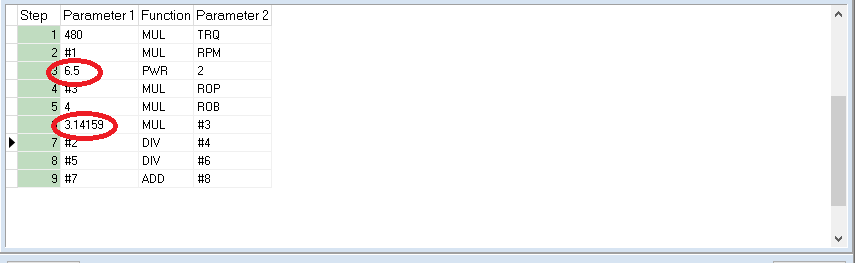 Step Parameter 1 Function Parameter 2
1 480 MUL TRQ
2 #1 MUL RPM
3 6.5 PWR 2
4 #3 MUL ROP
5 4 MUL ROB
3.14159 MUL #3
7 #2 DIV #4
8 #5 DIV #6
9 #7 ADD #8